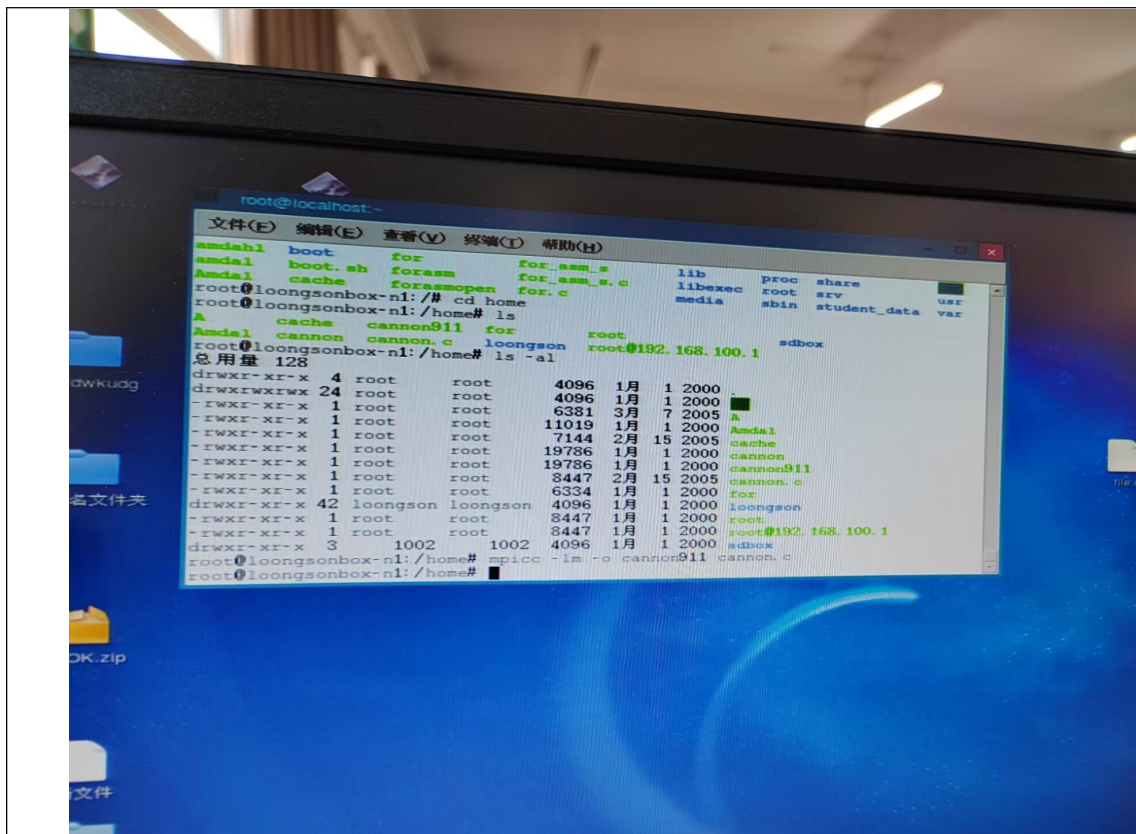 root@localhost:~
文件(F) 编辑(E) 查看(V) 终端(T) 帮助(H)
amdahl boot for for_asm_s lib proc share usr
amdal boot.sh forasm for_asm_s.c libexec root srv var
Amdal cache forasmopen for.c media sbin student_data
root@loongsonbox-n1:/# cd home
root@loongsonbox-n1:/home# ls
A cache cannon911 for root sdbox
Amdal cannon cannon.c loongson root@192.168.100.1
root@loongsonbox-n1:/home# ls -al
总用量 128
drwxr-xr-x 4 root root 4096 1月 1 2000 .
drwxrwxrwx 24 root root 4096 1月 1 2000
-rwxr-xr-x 1 root root 6381 3月 7 2005 A
-rwxr-xr-x 1 root root 11019 1月 1 2000 Amdal
-rwxr-xr-x 1 root root 7144 2月 15 2005 cache
-rwxr-xr-x 1 root root 19786 1月 1 2000 cannon
-rwxr-xr-x 1 root root 19786 1月 1 2000 cannon911
-rwxr-xr-x 1 root root 8447 2月 15 2005 cannon.c
-rwxr-xr-x 1 root root 6334 1月 1 2000 for
drwxr-xr-x 42 loongson loongson 4096 1月 1 2000 loongson
-rwxr-xr-x 1 root root 8447 1月 1 2000 root
-rwxr-xr-x 1 root root 8447 1月 1 2000 root@192.168.100.1
drwxr-xr-x 3 1002 1002 4096 1月 1 2000 sdbox
root@loongsonbox-n1:/home# mpicc -lm -o cannon911 cannon.c
root@loongsonbox-n1:/home#
dwkudg
名文件夹
OK.zip
文件